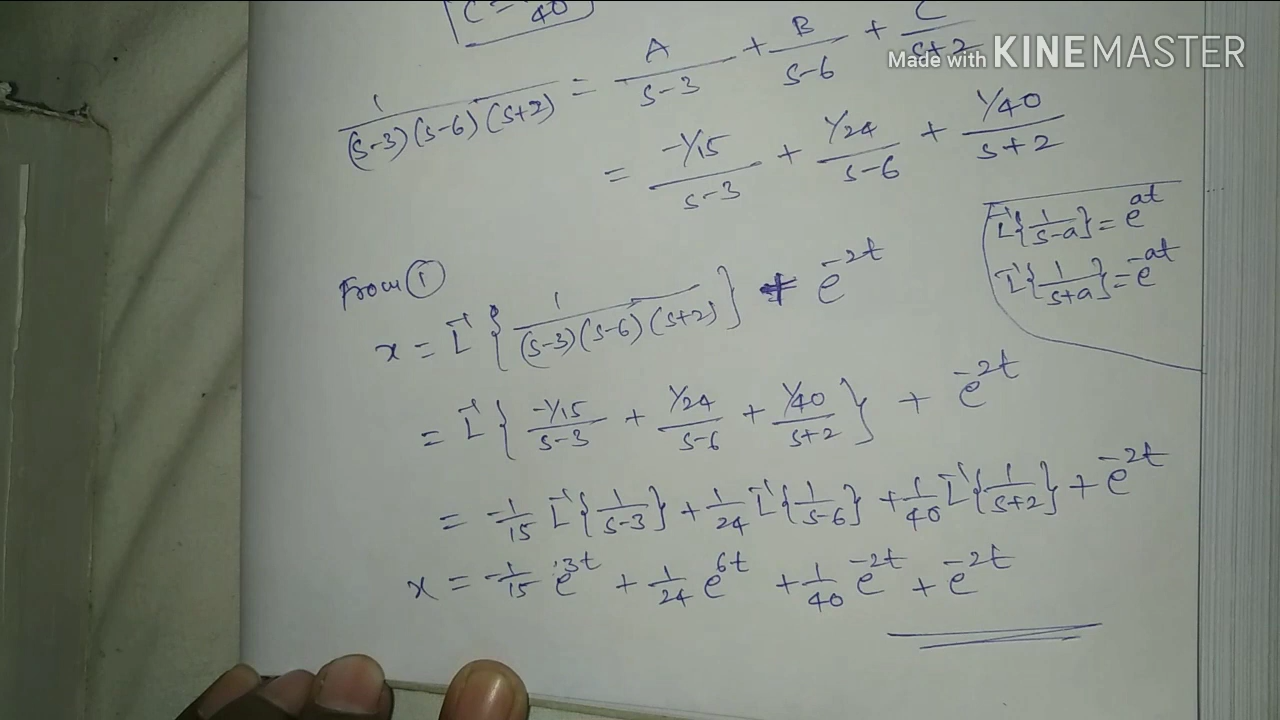 C = 1/40
1/((s-3)(s-6)(s+2)) = A/(s-3) + B/(s-6) + C/(s+2)
Made with KINEMASTER
= (-1/15)/(s-3) + (1/24)/(s-6) + (1/40)/(s+2)
L⁻¹{1/(s-a)} = e^{at}
L⁻¹{1/(s+a)} = e^{-at}
From ①
x = L⁻¹{1/((s-3)(s-6)(s+2))} + e^{-2t}
= L⁻¹{(-1/15)/(s-3) + (1/24)/(s-6) + (1/40)/(s+2)} + e^{-2t}
= -1/15 L⁻¹{1/(s-3)} + 1/24 L⁻¹{1/(s-6)} + 1/40 L⁻¹{1/(s+2)} + e^{-2t}
x = -1/15 e^{3t} + 1/24 e^{6t} + 1/40 e^{-2t} + e^{-2t}